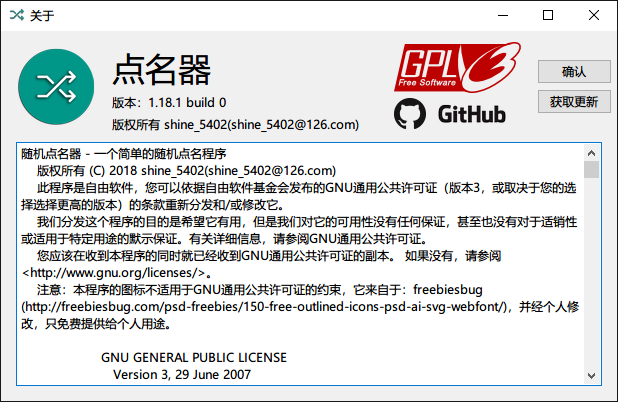 关于
点名器
版本：1.18.1 build 0
版权所有 shine_5402(shine_5402@126.com)
GPL v3
Free Software
GitHub
确认
获取更新
随机点名器 - 一个简单的随机点名程序
版权所有 (C) 2018 shine_5402(shine_5402@126.com)
此程序是自由软件，您可以依据自由软件基金会发布的GNU通用公共许可证（版本3，或取决于您的选
择选择更高的版本）的条款重新分发和/或修改它。
我们分发这个程序的目的是希望它有用，但是我们对它的可用性没有任何保证，甚至也没有对于适销性
或适用于特定用途的默示保证。有关详细信息，请参阅GNU通用公共许可证。
您应该在收到本程序的同时就已经收到GNU通用公共许可证的副本。 如果没有，请参阅
<http://www.gnu.org/licenses/>。
注意：本程序的图标不适用于GNU通用公共许可证的约束，它来自于：freebiesbug
(http://freebiesbug.com/psd-freebies/150-free-outlined-icons-psd-ai-svg-webfont/)，并经个人修
改，只免费提供给个人用途。
GNU GENERAL PUBLIC LICENSE
Version 3, 29 June 2007